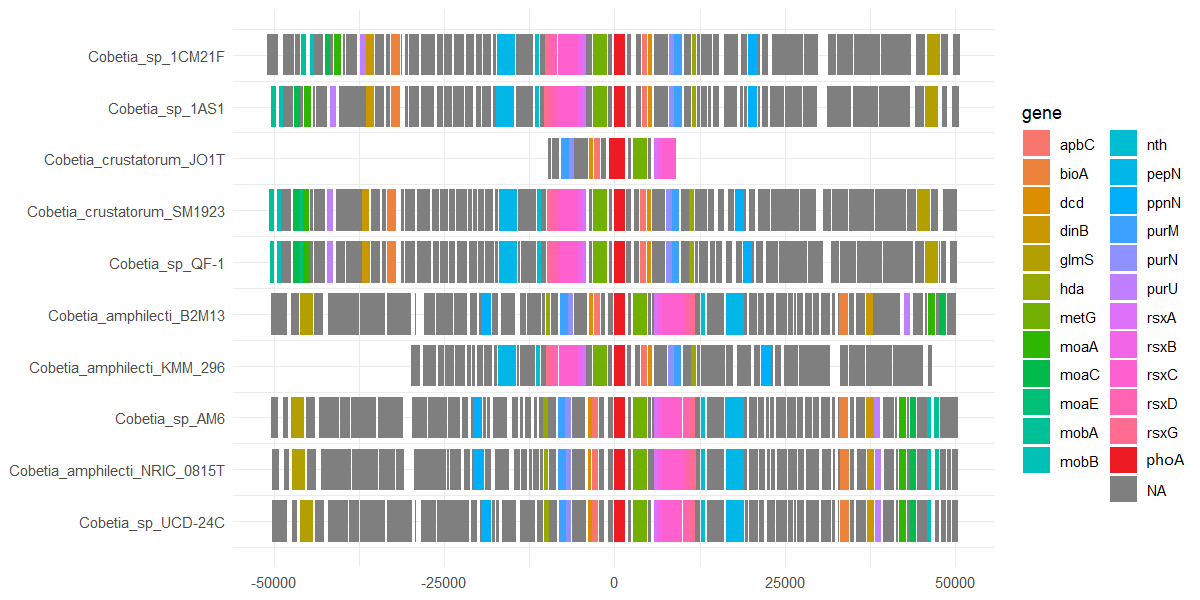 Cobetia_sp_1CM21F
Cobetia_sp_1AS1
Cobetia_crustatorum_JO1T
Cobetia_crustatorum_SM1923
Cobetia_sp_QF-1
Cobetia_amphilecti_B2M13
Cobetia_amphilecti_KMM_296
Cobetia_sp_AM6
Cobetia_amphilecti_NRIC_0815T
Cobetia_sp_UCD-24C
-50000 -25000 0 25000 50000
gene
apbC
bioA
dcd
dinB
glmS
hda
metG
moaA
moaC
moaE
mobA
mobB
nth
pepN
ppnN
purM
purN
purU
rsxA
rsxB
rsxC
rsxD
rsxG
phoA
NA